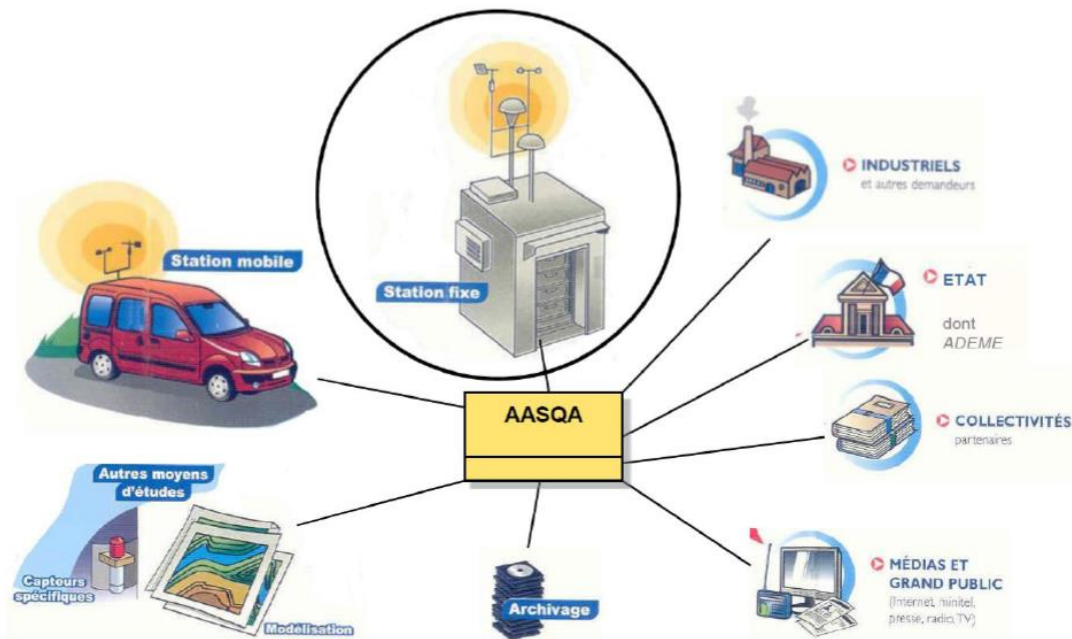 INDUSTRIELS
et autres demandeurs
Station mobile
Station fixe
ETAT
dont
ADEME
AASQA
COLLECTIVITÉS
partenaires
Autres moyens
d'études
Capteurs
spécifiques
Modélisation
Archivage
MÉDIAS ET
GRAND PUBLIC
(Internet, minitel,
presse, radio, TV)